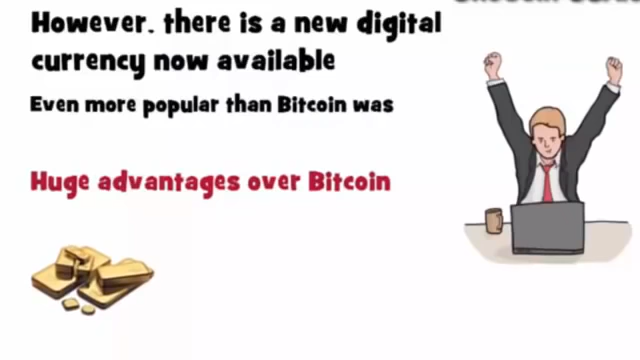 However. there is a new digital
currency now available
Even more popular than Bitcoin was
Huge advantages over Bitcoin